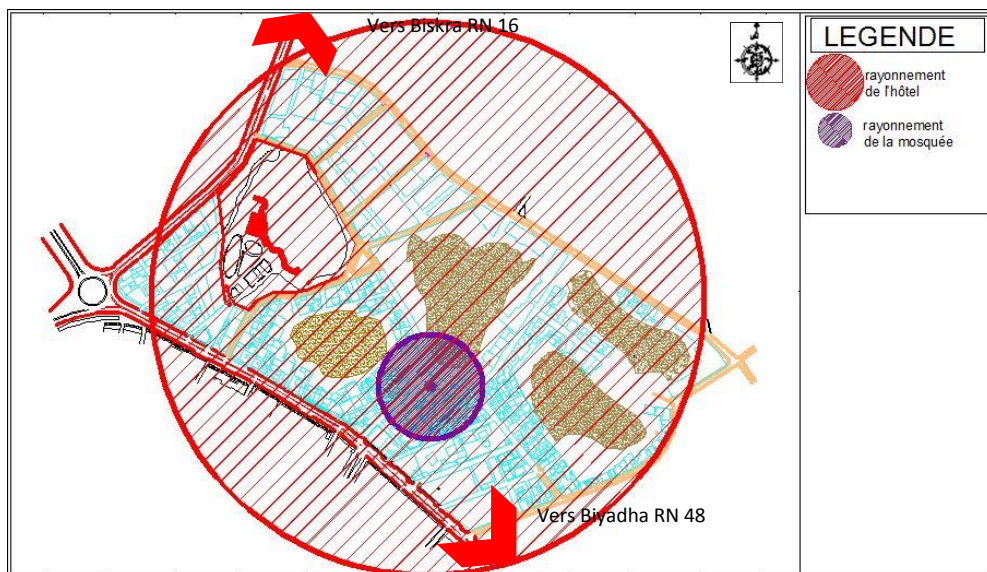 Vers Biskra RN 16
LEGENDE
rayonnement
de l'hôtel
rayonnement
de la mosquée
Vers Biyadha RN 48